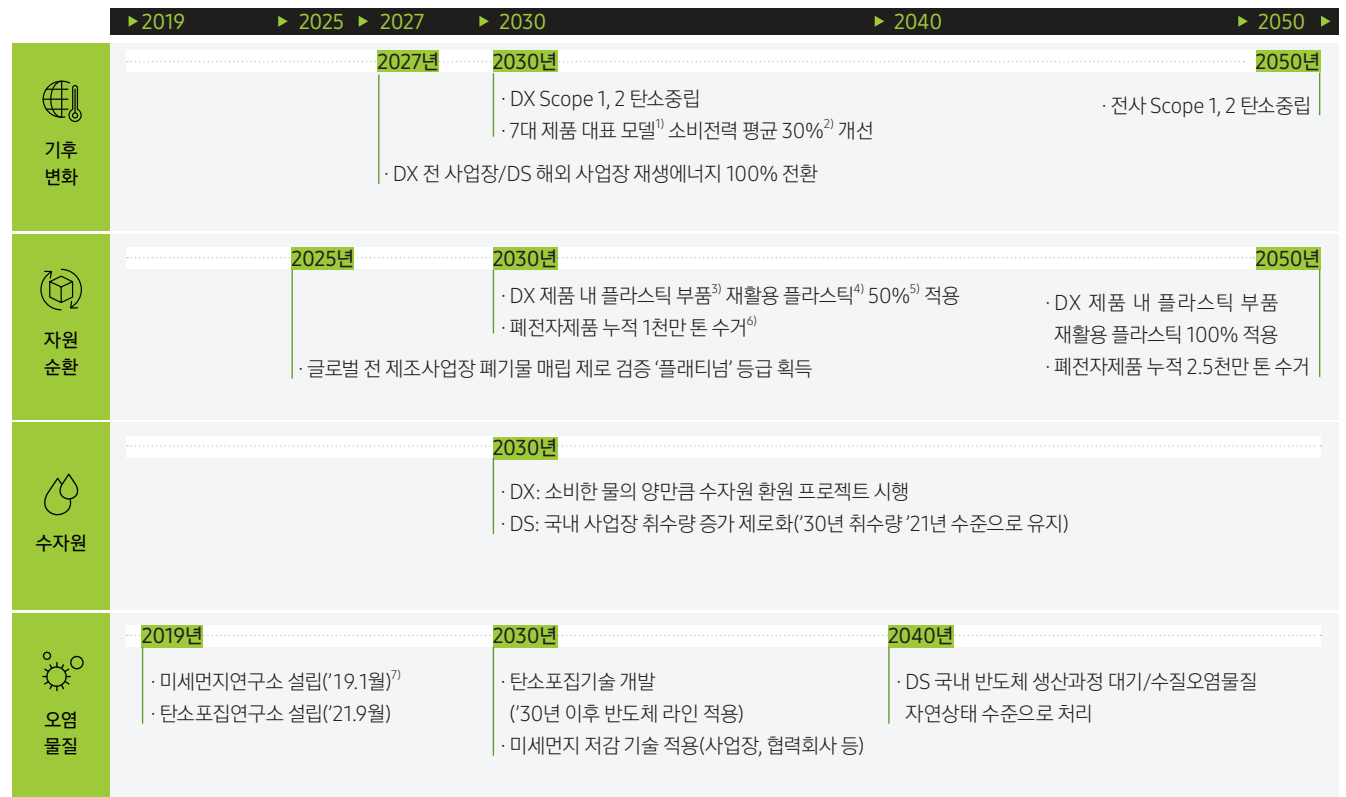 ▶2019 ▶ 2025 ▶ 2027 ▶ 2030 ▶ 2040 ▶ 2050 ▶
기후
변화
2027년 2030년 2050년
· DX Scope 1, 2 탄소중립
· 7대 제품 대표 모델1) 소비전력 평균 30%2) 개선
· 전사 Scope 1, 2 탄소중립
· DX 전 사업장/DS 해외 사업장 재생에너지 100% 전환
자원
순환
2025년 2030년 2050년
· DX 제품 내 플라스틱 부품3) 재활용 플라스틱4) 50%5) 적용
· 폐전자제품 누적 1천만 톤 수거6)
· DX 제품 내 플라스틱 부품
재활용 플라스틱 100% 적용
· 폐전자제품 누적 2.5천만 톤 수거
· 글로벌 전 제조사업장 폐기물 매립 제로 검증 ‘플래티넘’ 등급 획득
수자원
2030년
· DX: 소비한 물의 양만큼 수자원 환원 프로젝트 시행
· DS: 국내 사업장 취수량 증가 제로화(’30년 취수량 ’21년 수준으로 유지)
오염
물질
2019년 2030년 2040년
· 미세먼지연구소 설립(’19.1월)7)
· 탄소포집연구소 설립(’21.9월)
· 탄소포집기술 개발
(’30년 이후 반도체 라인 적용)
· 미세먼지 저감 기술 적용(사업장, 협력회사 등)
· DS 국내 반도체 생산과정 대기/수질오염물질
자연상태 수준으로 처리